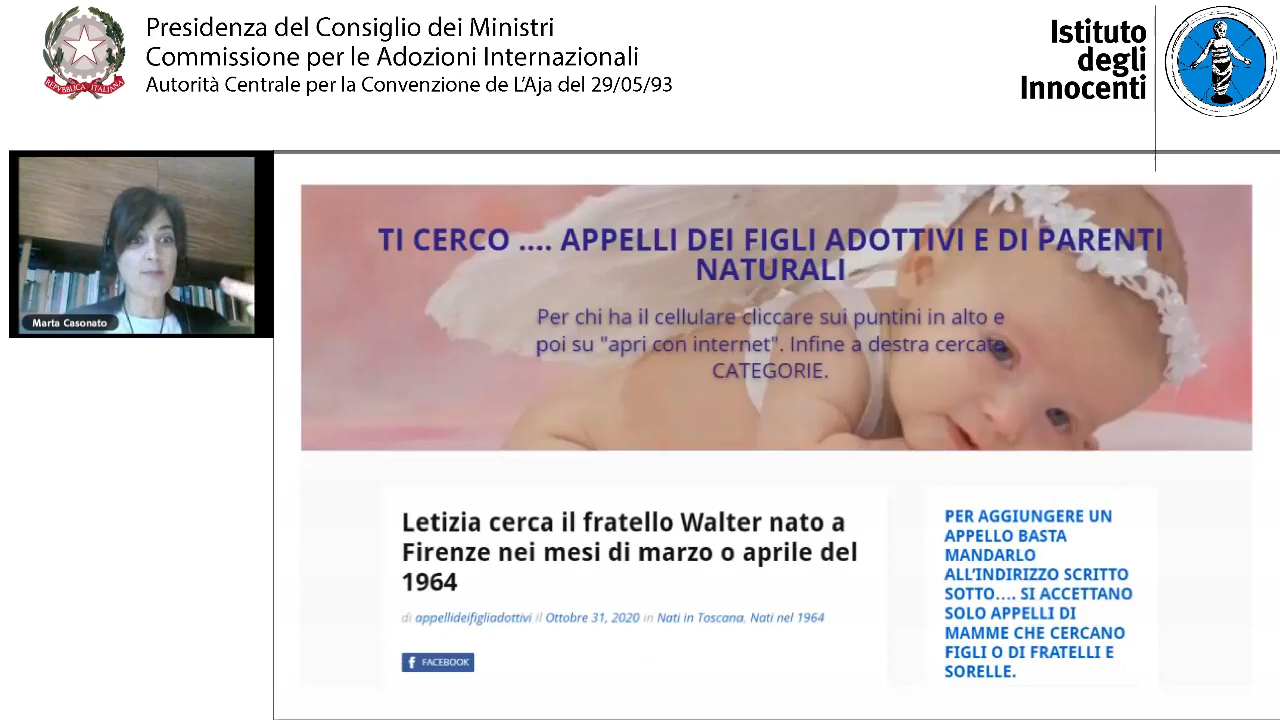 Presidenza del Consiglio dei Ministri
Commissione per le Adozioni Internazionali
Autorità Centrale per la Convenzione de L'Aja del 29/05/93
REPVBBLICA ITALIANA
Istituto
degli
Innocenti
Marta Casonato
TI CERCO .... APPELLI DEI FIGLI ADOTTIVI E DI PARENTI
NATURALI
Per chi ha il cellulare cliccare sui puntini in alto e
poi su "apri con internet". Infine a destra cercate
CATEGORIE.
Letizia cerca il fratello Walter nato a
Firenze nei mesi di marzo o aprile del
1964
di appellideifigliadottivi il Ottobre 31, 2020 in Nati in Toscana, Nati nel 1964
f FACEBOOK
PER AGGIUNGERE UN
APPELLO BASTA
MANDARLO
ALL'INDIRIZZO SCRITTO
SOTTO.... SI ACCETTANO
SOLO APPELLI DI
MAMME CHE CERCANO
FIGLI O DI FRATELLI E
SORELLE.